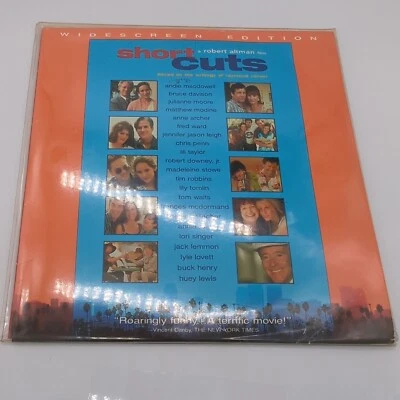 WIDESCREEN EDITION
a robert altman film
short
cuts
based on the writings of raymond carver
andie macdowell
bruce davison
julianne moore
matthew modine
anne archer
fred ward
jennifer jason leigh
chris penn
lili taylor
robert downey, jr.
madeleine stowe
tim robbins
lily tomlin
tom waits
frances mcdormand
lori singer
jack lemmon
lyle lovett
buck henry
huey lewis
"Roaringly funny! A terrific movie!"
Vincent Canby, THE NEW YORK TIMES